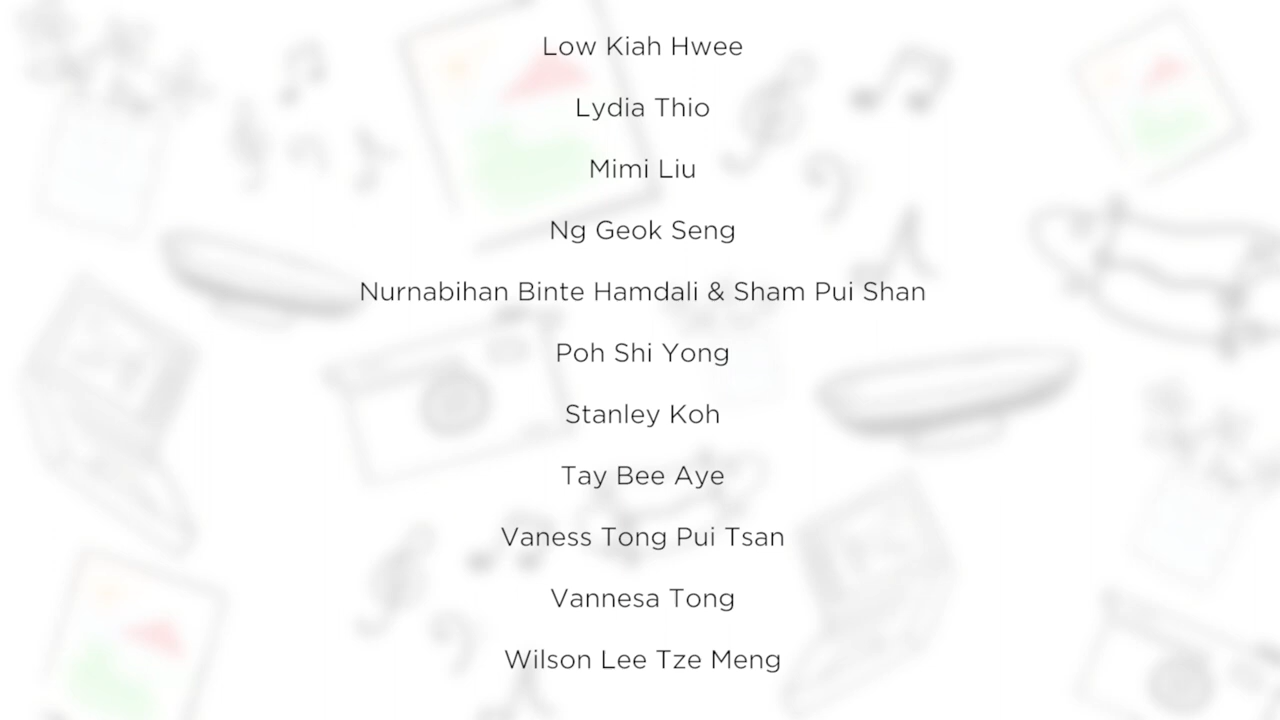 Low Kiah Hwee
Lydia Thio
Mimi Liu
Ng Geok Seng
Nurnabihan Binte Hamdali & Sham Pui Shan
Poh Shi Yong
Stanley Koh
Tay Bee Aye
Vaness Tong Pui Tsan
Vannesa Tong
Wilson Lee Tze Meng